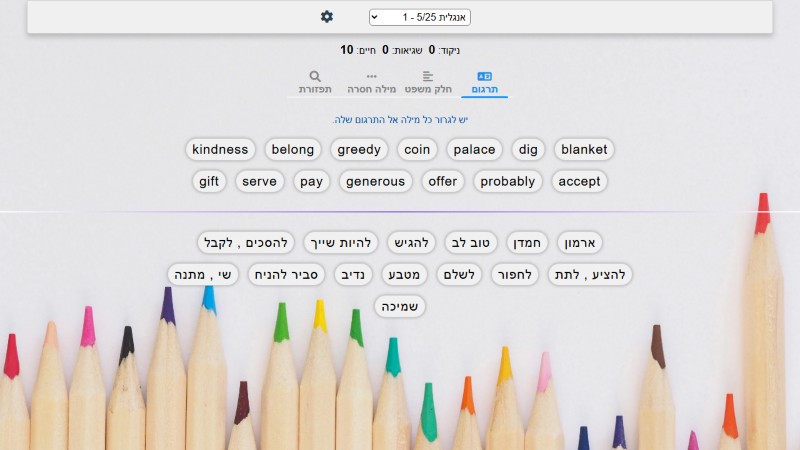 אנגלית 5/25 - 1
ניקוד: 0 שגיאות: 0 חיים: 10
תרגום חלק משפט מילה חסרה תפזורת
יש לגרור כל מילה אל התרגום שלה.
kindness belong greedy coin palace dig blanket
gift serve pay generous offer probably accept
ארמון חמדן טוב לב להגיש להיות שייך להסכים , לקבל
להציע , לתת לחפור לשלם מטבע נדיב סביר להניח שי , מתנה
שמיכה